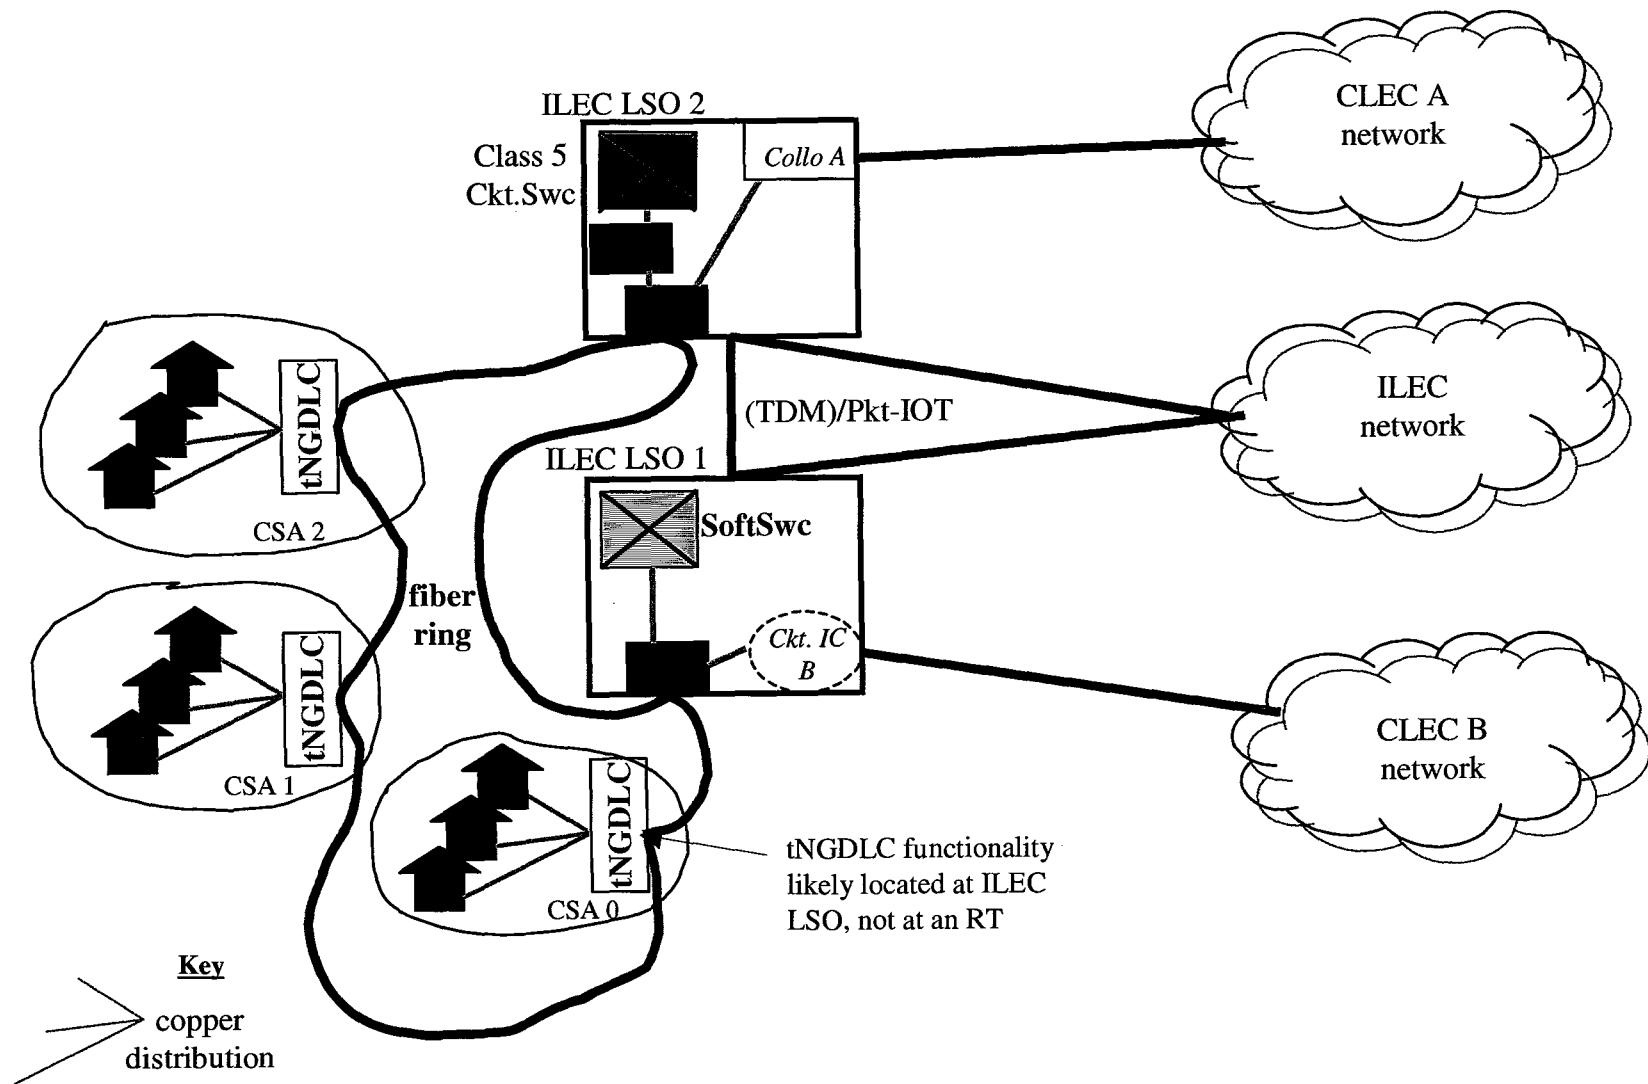 CLEC A
network
ILEC LSO 2
Class 5
Ckt.Swc
Collo A
ILEC
network
(TDM)/Pkt-IOT
tNGDLC
CSA 2
ILEC LSO 1
SoftSwc
fiber
ring
Ckt. IC
B
tNGDLC
CSA 1
CLEC B
network
tNGDLC
CSA 0
tNGDLC functionality
likely located at ILEC
LSO, not at an RT
Key
copper
distribution